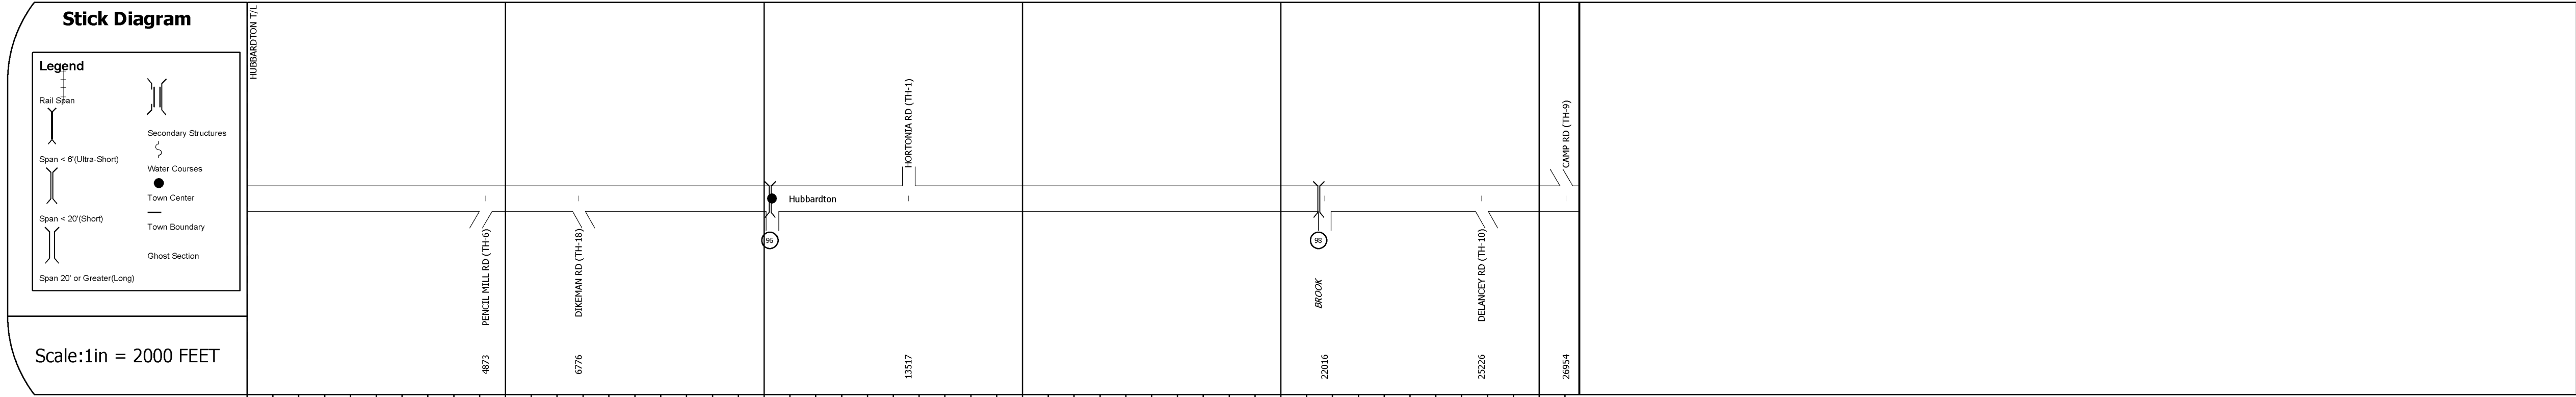 Stick Diagram
Legend
Rail Span
Span < 6'(Ultra-Short)
Span < 20'(Short)
Span 20' or Greater(Long)
Secondary Structures
Water Courses
Town Center
Town Boundary
Ghost Section
Scale:1in = 2000 FEET
HUBBARDTON T/L
PENCIL MILL RD (TH-6)
4873
DIKEMAN RD (TH-18)
6776
96
Hubbardton
HORTONIA RD (TH-1)
13517
98
BROOK
22016
DELANCEY RD (TH-10)
25226
CAMP RD (TH-9)
26954